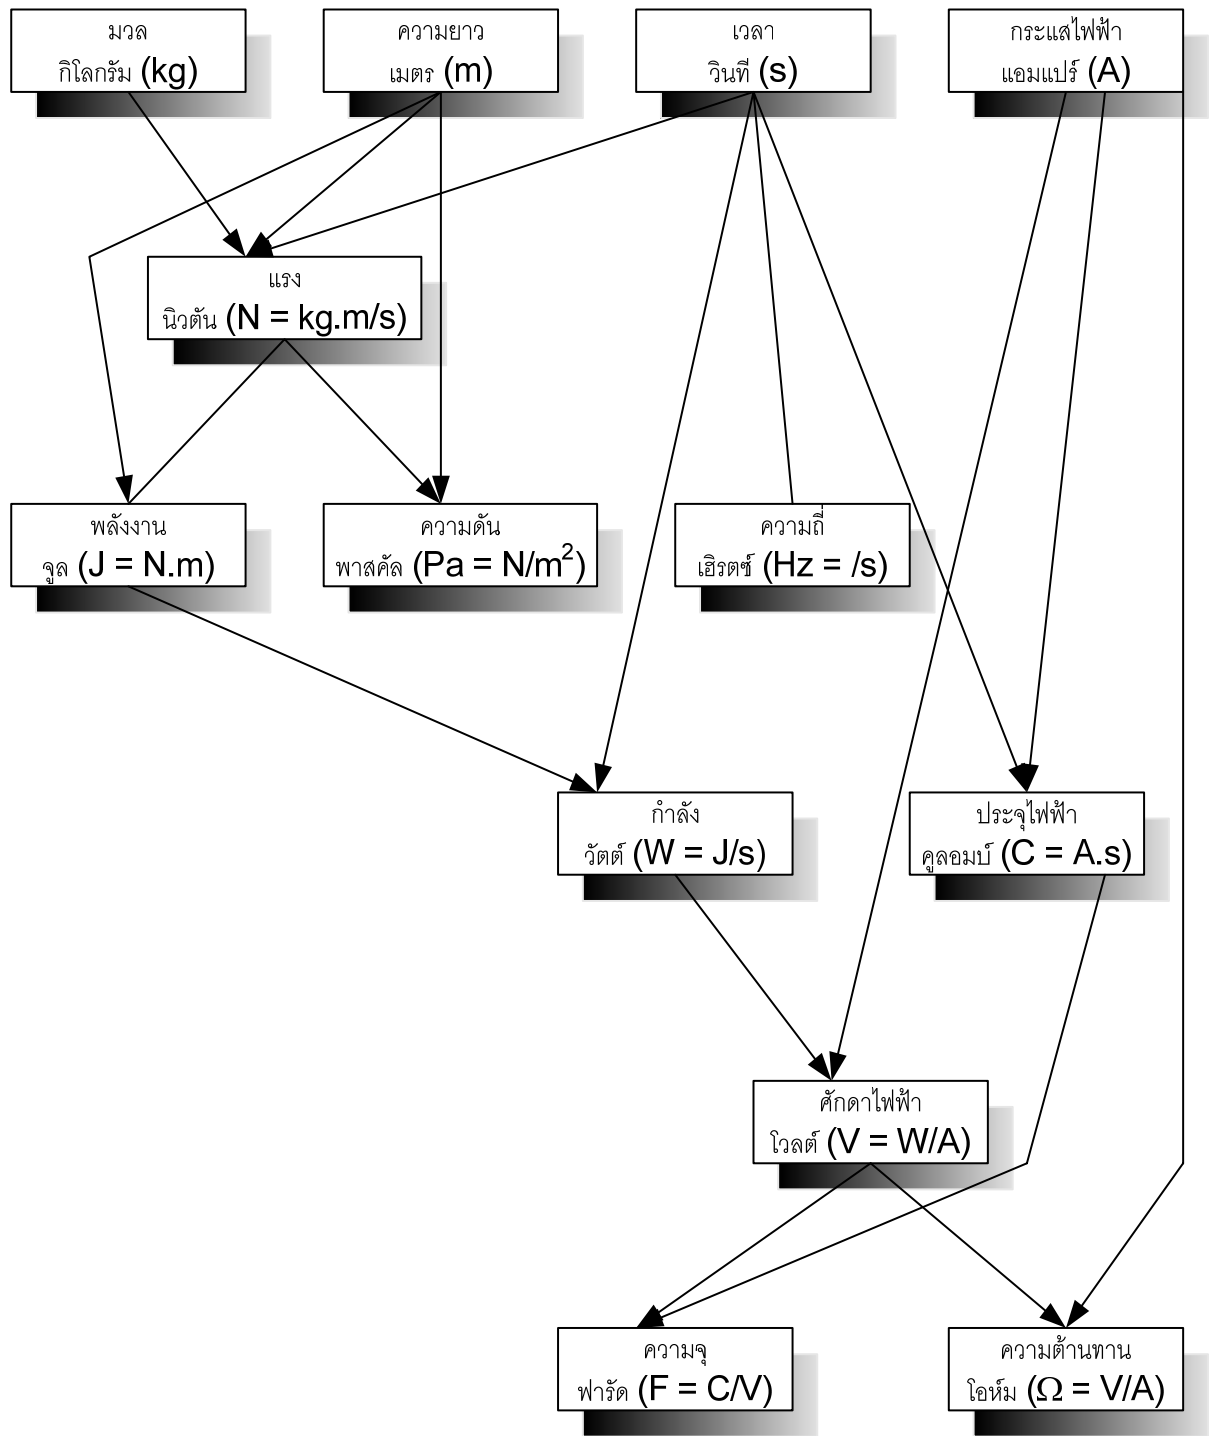 มวล
กิโลกรัม (kg)
ความยาว
เมตร (m)
เวลา
วินที (s)
กระแสไฟฟ้า
แอมแปร์ (A)
แรง
นิวตัน (N = kg.m/s)
พลังงาน
จูล (J = N.m)
ความดัน
พาสคัล (Pa = N/m²)
ความถี่
เฮิรตซ์ (Hz = /s)
กำลัง
วัตต์ (W = J/s)
ประจุไฟฟ้า
คูลอมบ์ (C = A.s)
ศักดาไฟฟ้า
โวลต์ (V = W/A)
ความจุ
ฟารัด (F = C/V)
ความต้านทาน
โอห์ม (Ω = V/A)